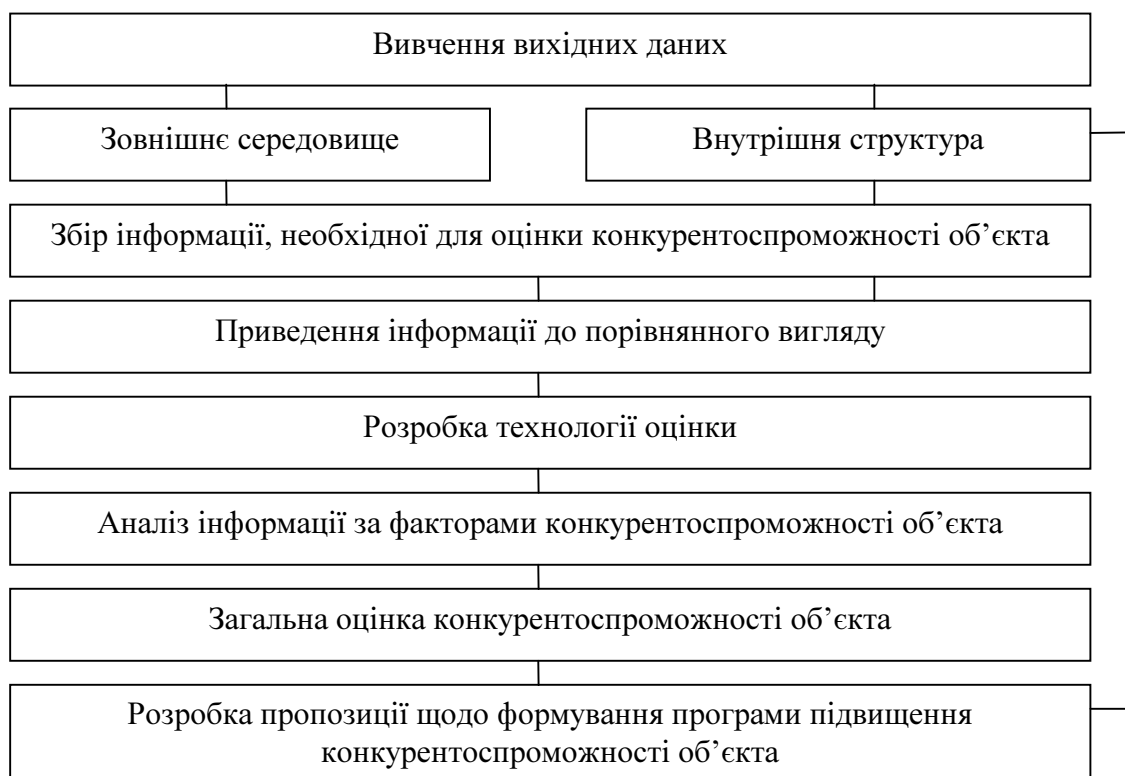 Вивчення вихідних даних
Зовнішнє середовище
Внутрішня структура
Збір інформації, необхідної для оцінки конкурентоспроможності об’єкта
Приведення інформації до порівнянного вигляду
Розробка технології оцінки
Аналіз інформації за факторами конкурентоспроможності об’єкта
Загальна оцінка конкурентоспроможності об’єкта
Розробка пропозиції щодо формування програми підвищення
конкурентоспроможності об’єкта